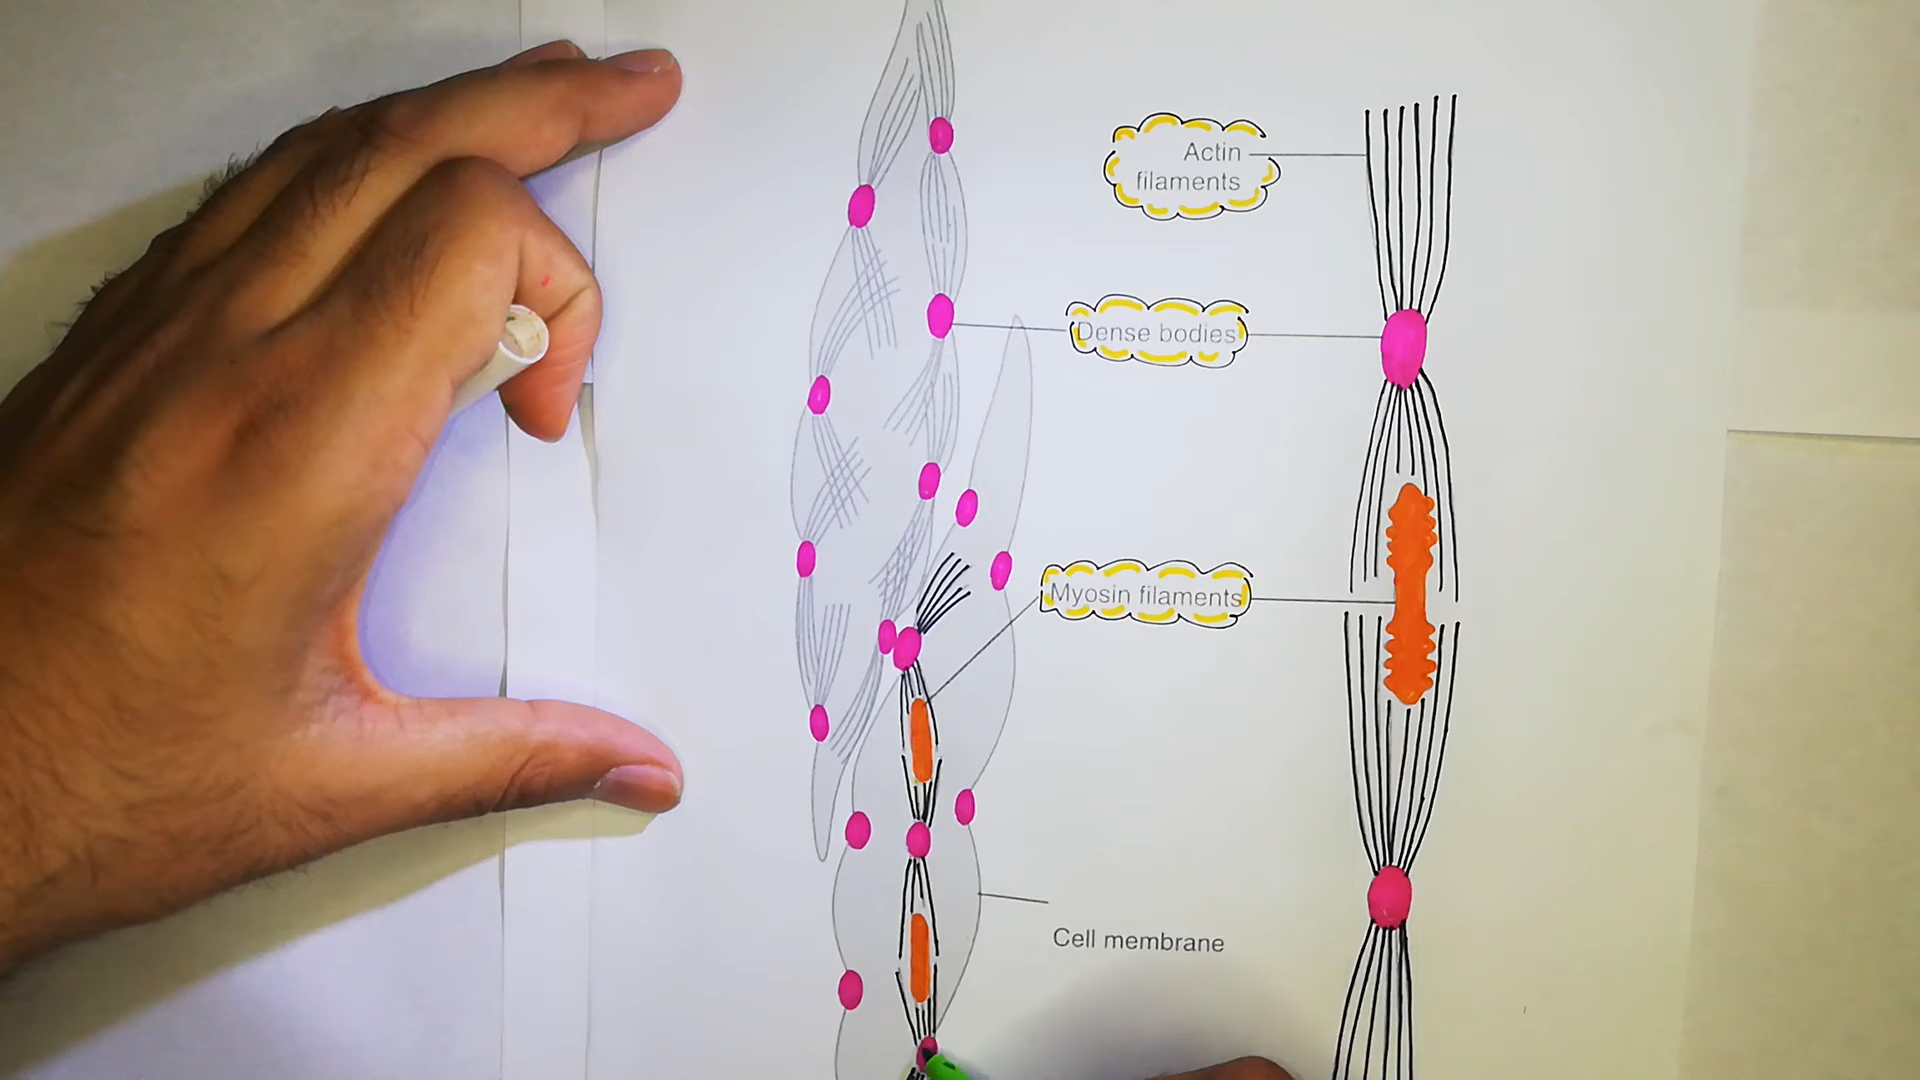 Actin
filaments
Dense bodies
Myosin filaments
Cell membrane